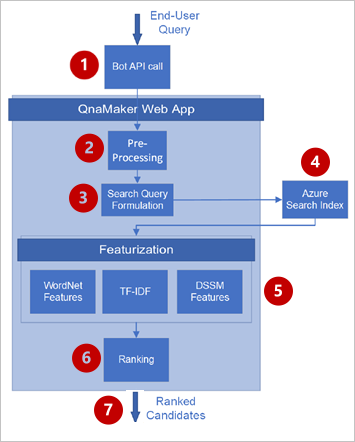 End-User
Query
1
Bot API call
QnaMaker Web App
2
Pre-
Processing
3
Search Query
Formulation
4
Azure
Search Index
Featurization
WordNet
Features
TF-IDF
DSSM
Features
5
6
Ranking
7
Ranked
Candidates